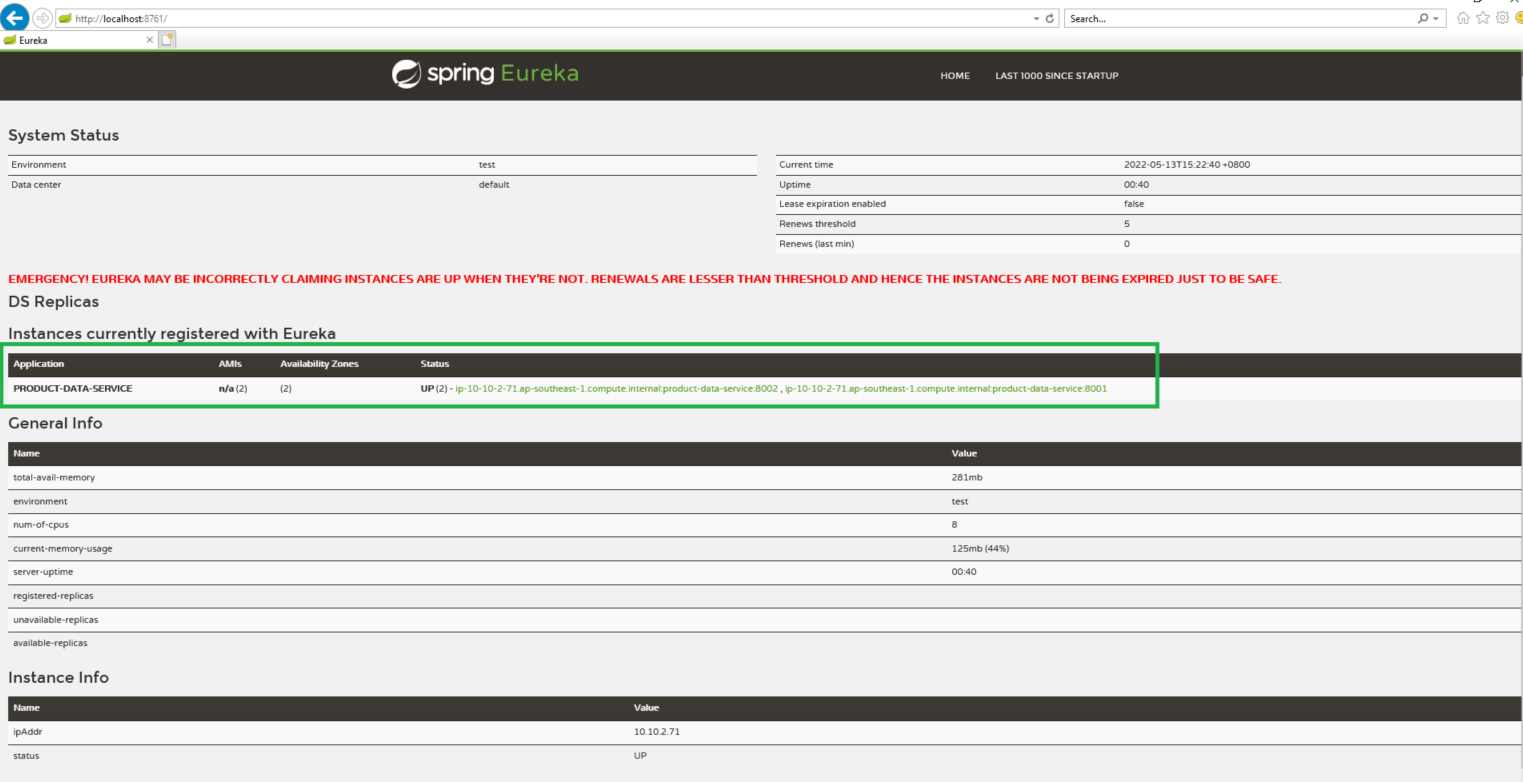 http://localhost:8761/
Search...
Eureka
spring Eureka
HOME LAST 1000 SINCE STARTUP
System Status
Environment test
Data center default
Current time 2022-05-13T15:22:40 +0800
Uptime 00:40
Lease expiration enabled false
Renews threshold 5
Renews (last min) 0
EMERGENCY! EUREKA MAY BE INCORRECTLY CLAIMING INSTANCES ARE UP WHEN THEY'RE NOT. RENEWALS ARE LESSER THAN THRESHOLD AND HENCE THE INSTANCES ARE NOT BEING EXPIRED JUST TO BE SAFE.
DS Replicas
Instances currently registered with Eureka
Application AMIs Availability Zones Status
PRODUCT-DATA-SERVICE n/a (2) (2) UP (2) - ip-10-10-2-71.ap-southeast-1.compute.internal:product-data-service:8002 , ip-10-10-2-71.ap-southeast-1.compute.internal:product-data-service:8001
General Info
Name Value
total-avail-memory 281mb
environment test
num-of-cpus 8
current-memory-usage 125mb (44%)
server-uptime 00:40
registered-replicas
unavailable-replicas
available-replicas
Instance Info
Name Value
ipAddr 10.10.2.71
status UP